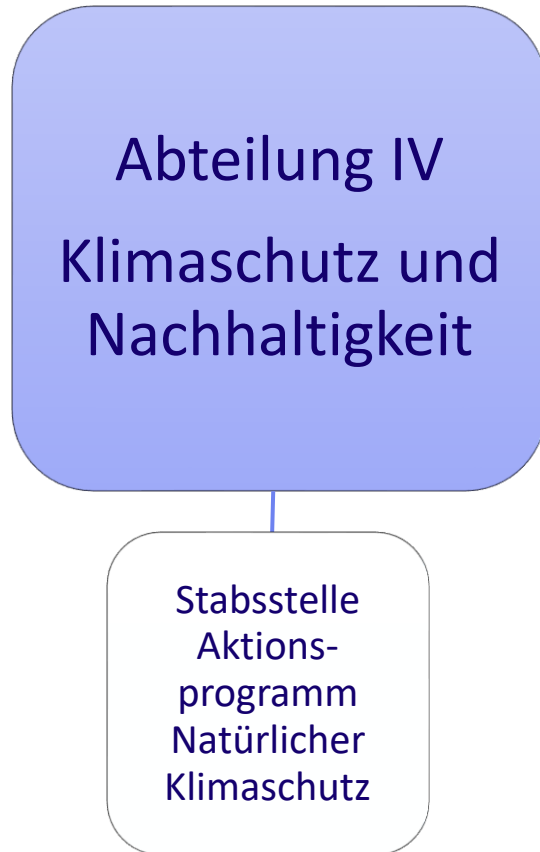 Abteilung IV
Klimaschutz und
Nachhaltigkeit
Stabsstelle
Aktions-
programm
Natürlicher
Klimaschutz